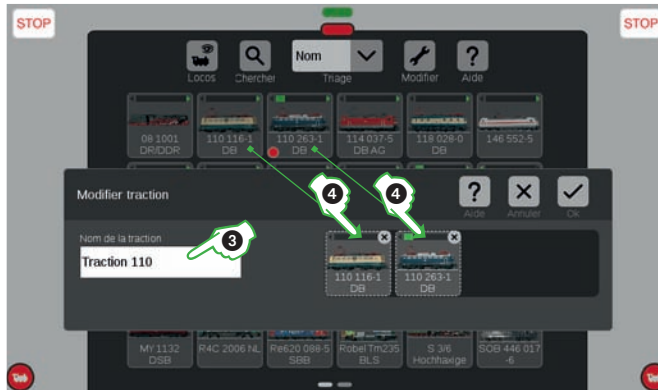 STOP
STOP
Nom
Locos
Chercher
Triage
Modifier
Aide
08 1001
DR/DDR
110 116-1
DB
110 263-1
DB
114 037-5
DB AG
118 028-0
DB
146 552-5
Modifier traction
Aide
Annuler
Ok
Nom de la traction
Traction 110
3
4
4
110 116-1
DB
110 263-1
DB
MY 1132
DSB
R4C 2006 NL
Re620 088-5
SBB
Robel Tm235
BLS
S 3/6
Hochhaxige
SOB 446 017
-6